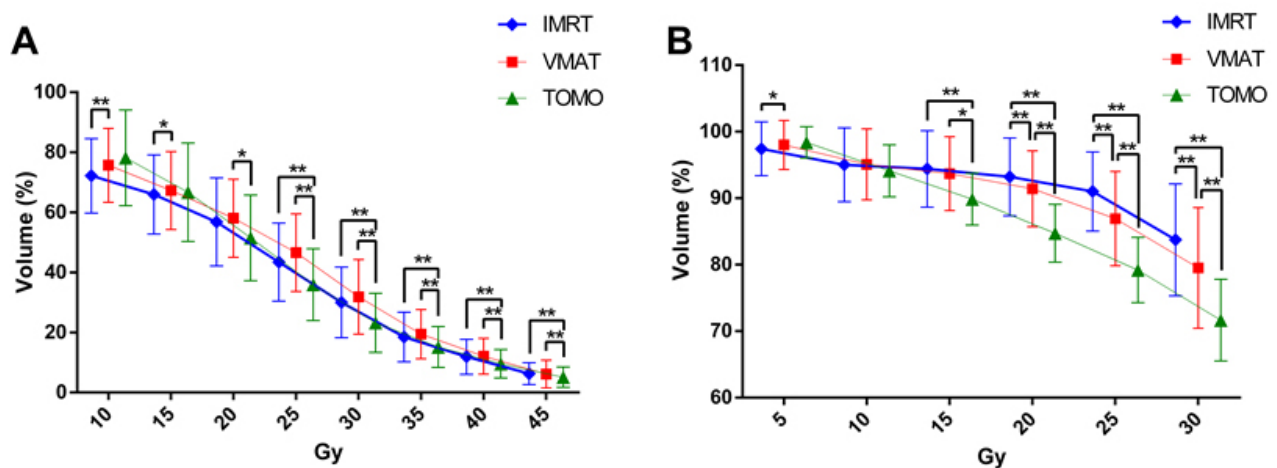 A
IMRT
VMAT
TOMO
Volume (%)
100
80
60
40
20
0
** * * ** ** ** ** ** ** ** ** ** **
10 15 20 25 30 35 40 45
Gy
B
IMRT
VMAT
TOMO
Volume (%)
110
100
90
80
70
60
* ** * ** ** ** ** ** ** ** ** **
5 10 15 20 25 30
Gy